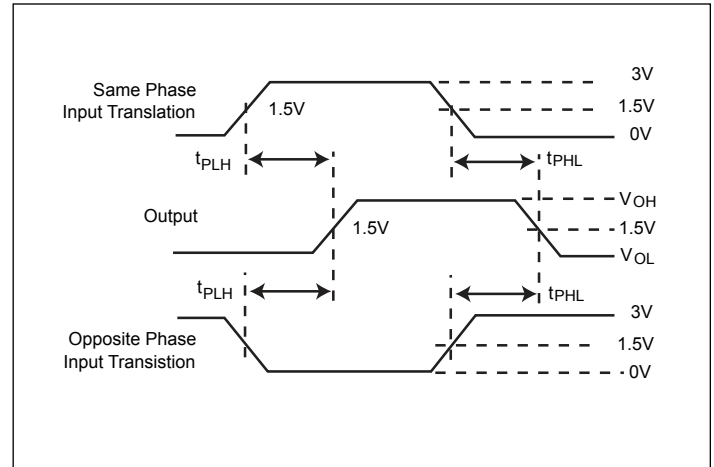 3V
Same Phase
Input Translation
1.5V
1.5V
0V
tPLH
tPHL
Output
VOH
1.5V
1.5V
VOL
tPLH
tPHL
3V
Opposite Phase
Input Transistion
1.5V
0V